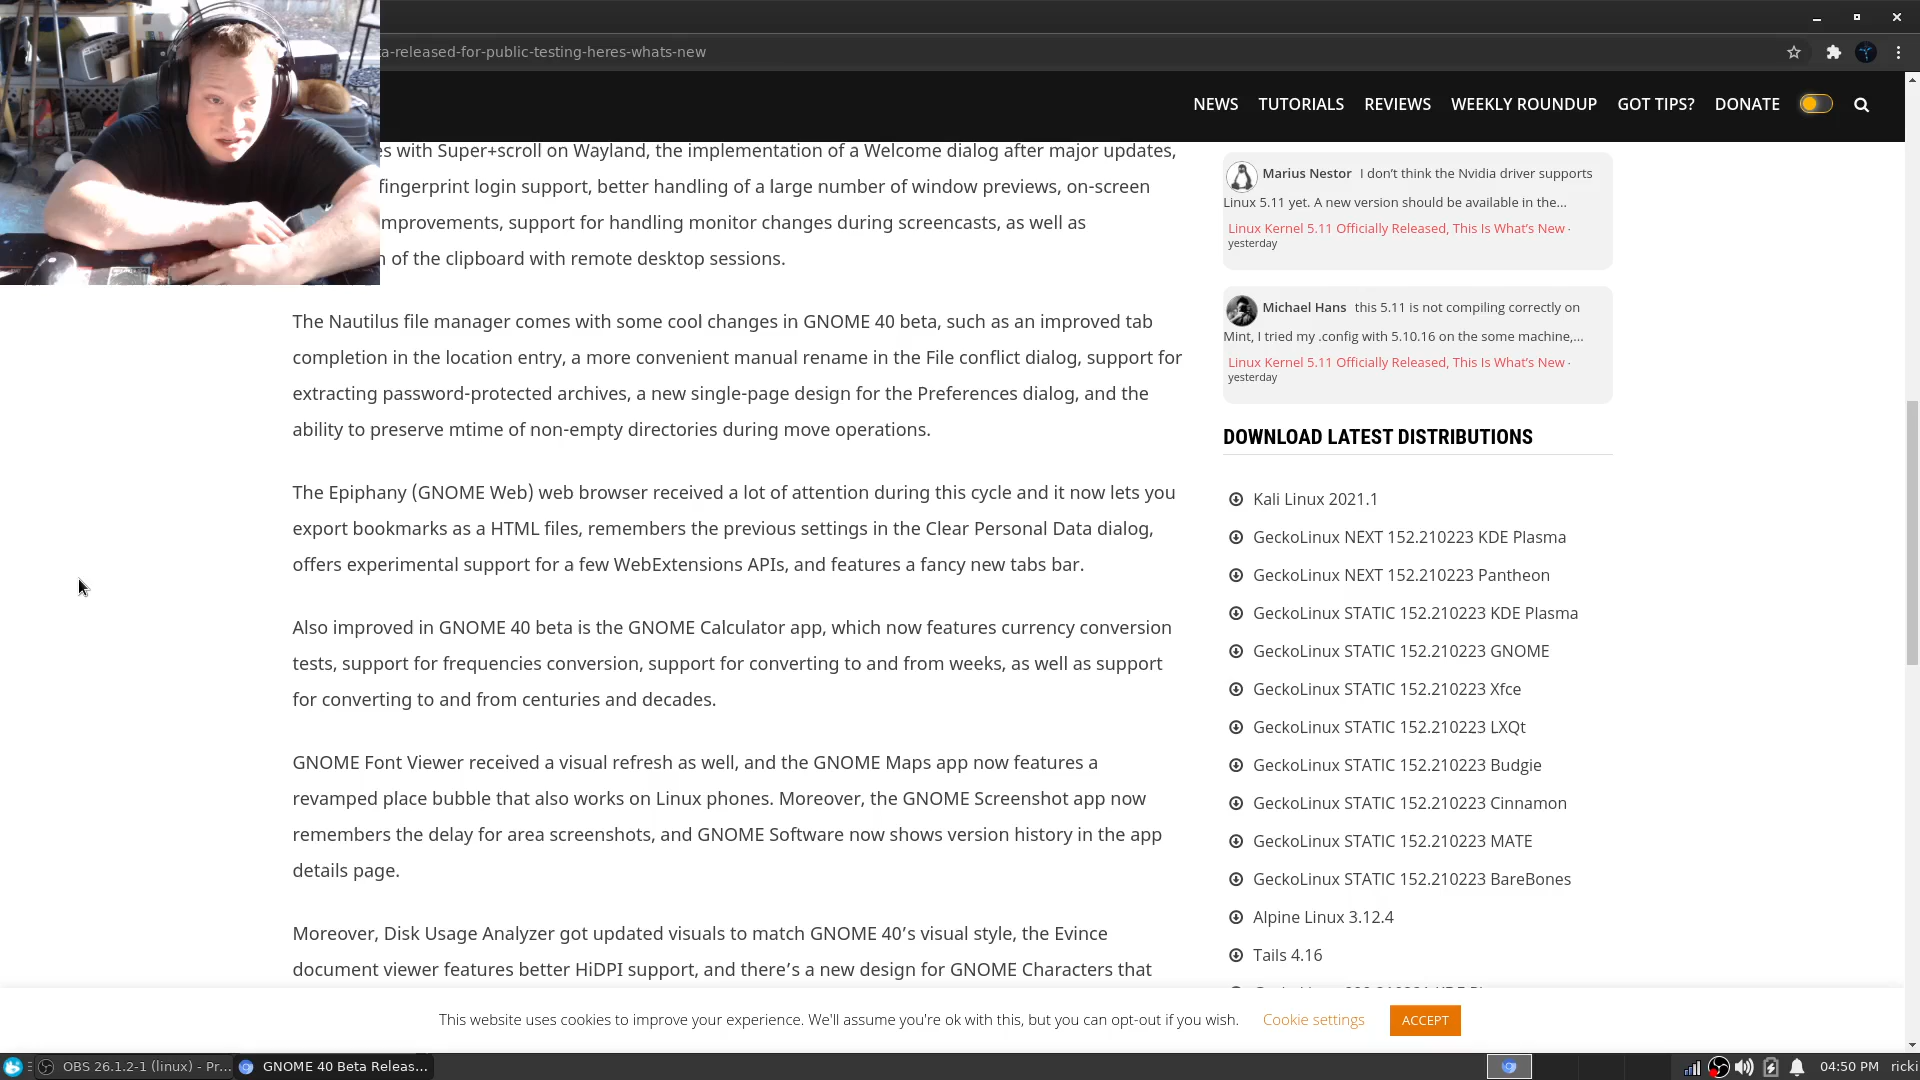 a-released-for-public-testing-heres-whats-new
NEWS TUTORIALS REVIEWS WEEKLY ROUNDUP GOT TIPS? DONATE
with Super+scroll on Wayland, the implementation of a Welcome dialog after major updates,
fingerprint login support, better handling of a large number of window previews, on-screen
mprovements, support for handling monitor changes during screencasts, as well as
of the clipboard with remote desktop sessions.
The Nautilus file manager comes with some cool changes in GNOME 40 beta, such as an improved tab
completion in the location entry, a more convenient manual rename in the File conflict dialog, support for
extracting password-protected archives, a new single-page design for the Preferences dialog, and the
ability to preserve mtime of non-empty directories during move operations.
The Epiphany (GNOME Web) web browser received a lot of attention during this cycle and it now lets you
export bookmarks as a HTML files, remembers the previous settings in the Clear Personal Data dialog,
offers experimental support for a few WebExtensions APIs, and features a fancy new tabs bar.
Also improved in GNOME 40 beta is the GNOME Calculator app, which now features currency conversion
tests, support for frequencies conversion, support for converting to and from weeks, as well as support
for converting to and from centuries and decades.
GNOME Font Viewer received a visual refresh as well, and the GNOME Maps app now features a
revamped place bubble that also works on Linux phones. Moreover, the GNOME Screenshot app now
remembers the delay for area screenshots, and GNOME Software now shows version history in the app
details page.
Moreover, Disk Usage Analyzer got updated visuals to match GNOME 40’s visual style, the Evince
document viewer features better HiDPI support, and there’s a new design for GNOME Characters that
Marius Nestor I don’t think the Nvidia driver supports
Linux 5.11 yet. A new version should be available in the...
Linux Kernel 5.11 Officially Released, This Is What’s New ·
yesterday
Michael Hans this 5.11 is not compiling correctly on
Mint, I tried my .config with 5.10.16 on the some machine,...
Linux Kernel 5.11 Officially Released, This Is What’s New ·
yesterday
DOWNLOAD LATEST DISTRIBUTIONS
Kali Linux 2021.1
GeckoLinux NEXT 152.210223 KDE Plasma
GeckoLinux NEXT 152.210223 Pantheon
GeckoLinux STATIC 152.210223 KDE Plasma
GeckoLinux STATIC 152.210223 GNOME
GeckoLinux STATIC 152.210223 Xfce
GeckoLinux STATIC 152.210223 LXQt
GeckoLinux STATIC 152.210223 Budgie
GeckoLinux STATIC 152.210223 Cinnamon
GeckoLinux STATIC 152.210223 MATE
GeckoLinux STATIC 152.210223 BareBones
Alpine Linux 3.12.4
Tails 4.16
This website uses cookies to improve your experience. We'll assume you're ok with this, but you can opt-out if you wish. Cookie settings ACCEPT
OBS 26.1.2-1 (linux) - Pr... GNOME 40 Beta Releas... 04:50 PM ricki